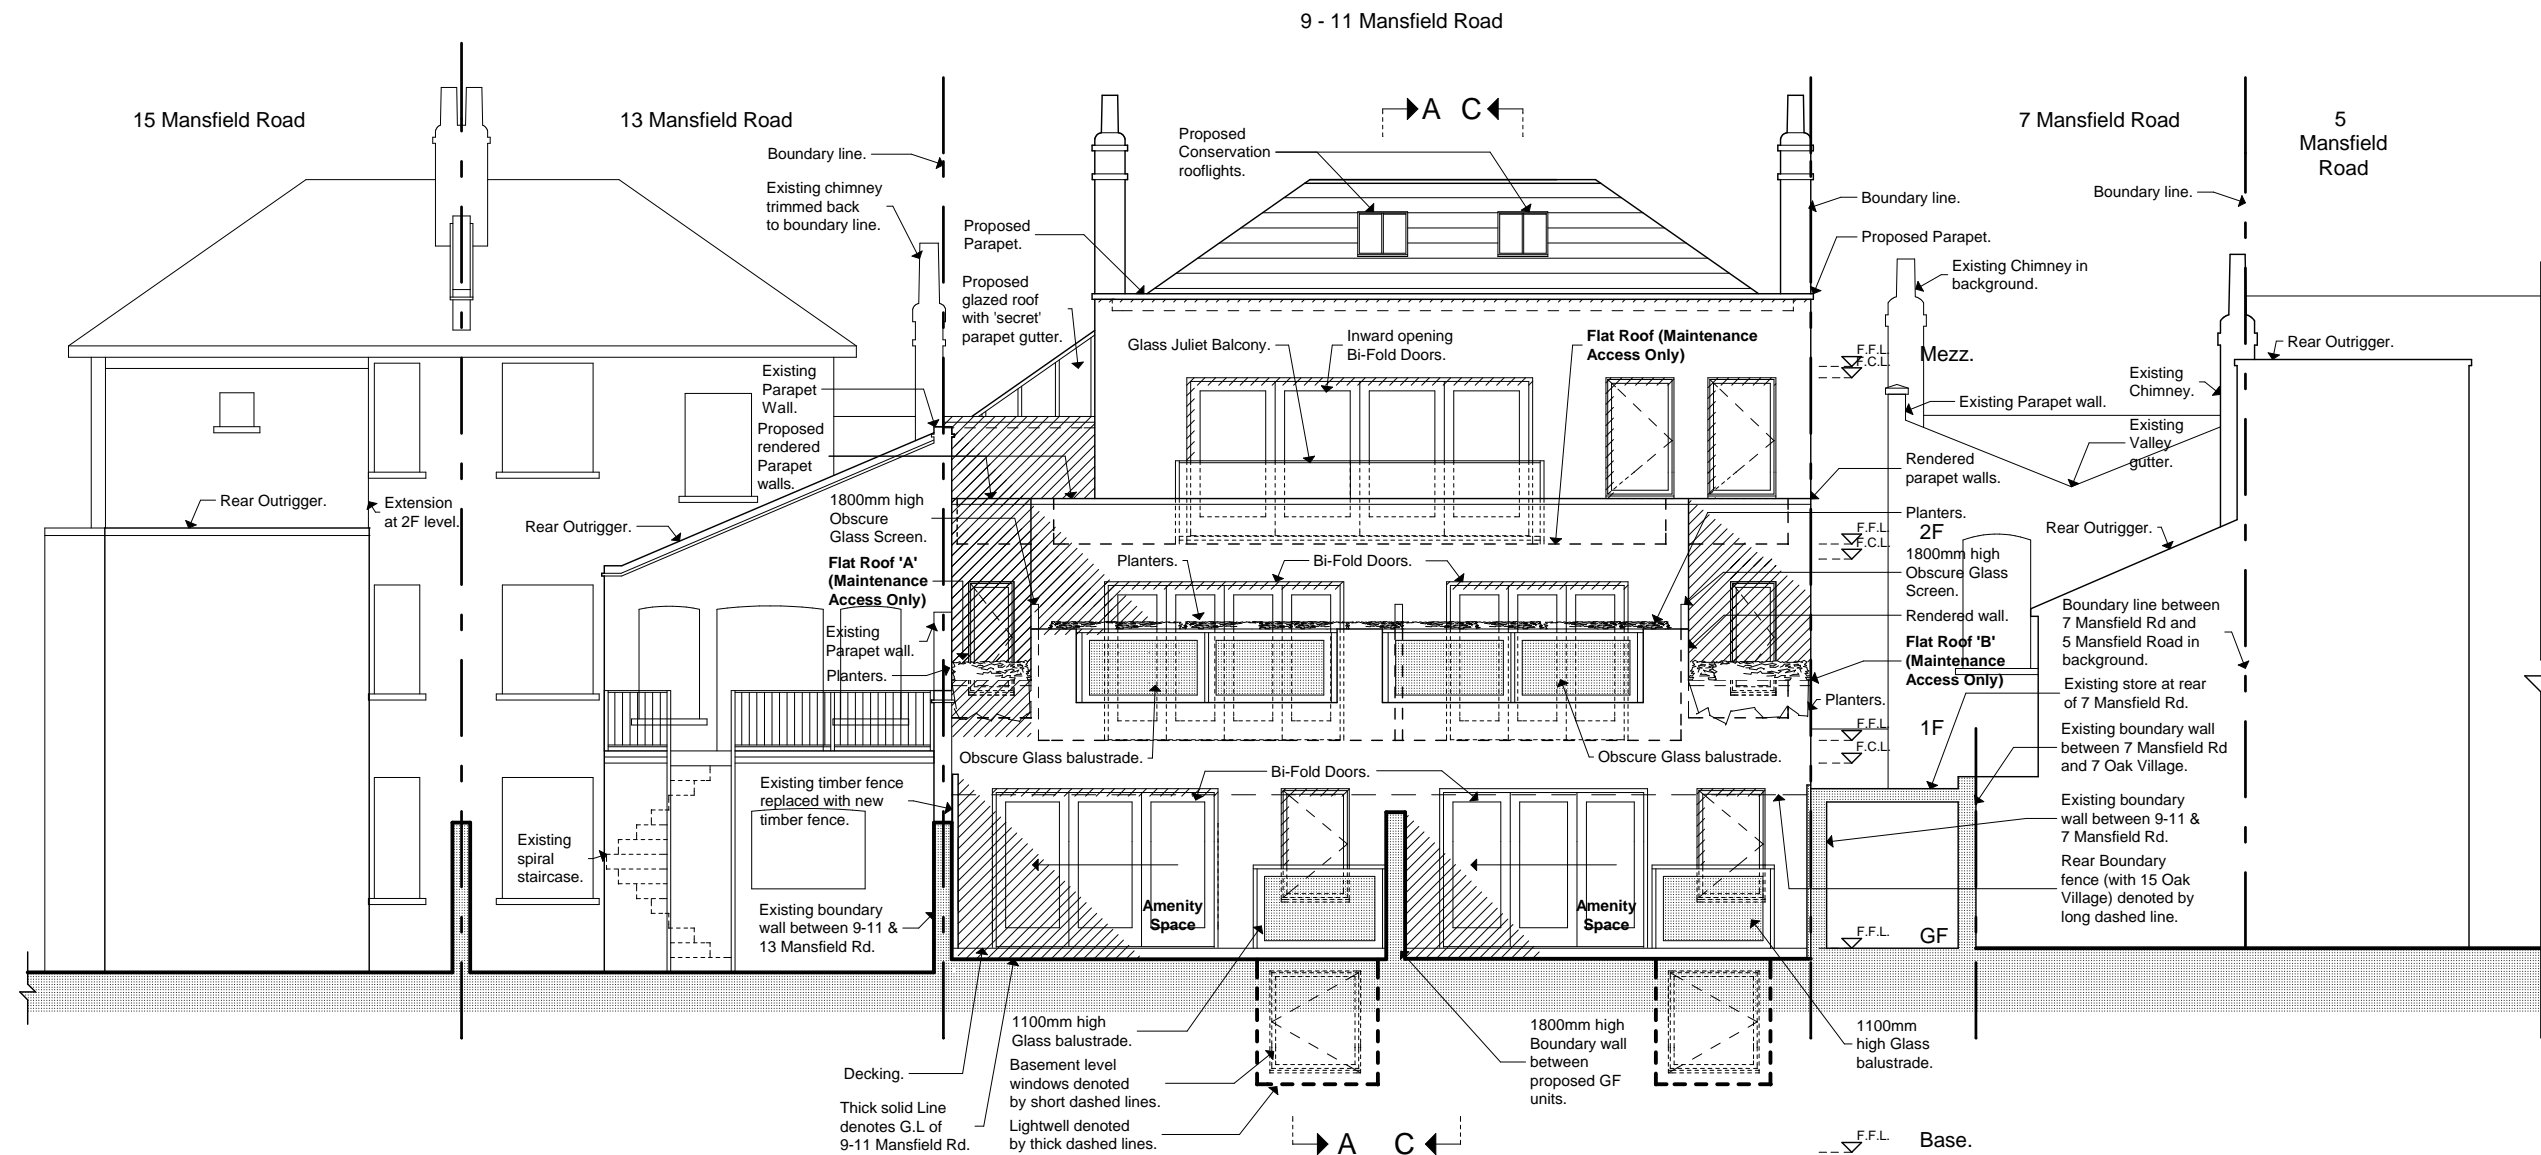 9 - 11 Mansfield Road
15 Mansfield Road
13 Mansfield Road
7 Mansfield Road
5
Mansfield
Road
A C
Boundary line.
Existing chimney
trimmed back
to boundary line.
Proposed
Conservation
rooflights.
Proposed
Parapet.
Proposed
glazed roof
with 'secret'
parapet gutter.
Boundary line.
Boundary line.
Proposed Parapet.
Existing Chimney in
background.
Glass Juliet Balcony.
Inward opening
Bi-Fold Doors.
Flat Roof (Maintenance
Access Only)
F.F.L.
F.C.L.
Mezz.
Rear Outrigger.
Existing
Parapet
Wall.
Proposed
rendered
Parapet
walls.
Existing
Chimney.
Existing Parapet wall.
Existing
Valley
gutter.
Rendered
parapet walls.
Rear Outrigger.
Extension
at 2F level.
Rear Outrigger.
1800mm high
Obscure
Glass Screen.
Flat Roof 'A'
(Maintenance
Access Only)
Existing
Parapet wall.
Planters.
Planters.
Bi-Fold Doors.
Planters.
F.F.L.
F.C.L.
2F
Rear Outrigger.
1800mm high
Obscure Glass
Screen.
Rendered wall.
Flat Roof 'B'
(Maintenance
Access Only)
Planters.
Boundary line between
7 Mansfield Rd and
5 Mansfield Road in
background.
Existing store at rear
of 7 Mansfield Rd.
F.F.L.
F.C.L.
1F
Existing boundary wall
between 7 Mansfield Rd
and 7 Oak Village.
Obscure Glass balustrade.
Obscure Glass balustrade.
Bi-Fold Doors.
Existing timber fence
replaced with new
timber fence.
Existing
spiral
staircase.
Existing boundary
wall between 9-11 &
7 Mansfield Rd.
Rear Boundary
fence (with 15 Oak
Village) denoted by
long dashed line.
Existing boundary
wall between 9-11 &
13 Mansfield Rd.
Amenity
Space
Amenity
Space
F.F.L.
GF
1100mm high
Glass balustrade.
Basement level
windows denoted
by short dashed lines.
Lightwell denoted
by thick dashed lines.
Decking.
Thick solid Line
denotes G.L of
9-11 Mansfield Rd.
1800mm high
Boundary wall
between
proposed GF
units.
1100mm
high Glass
balustrade.
A C
F.F.L.
Base.